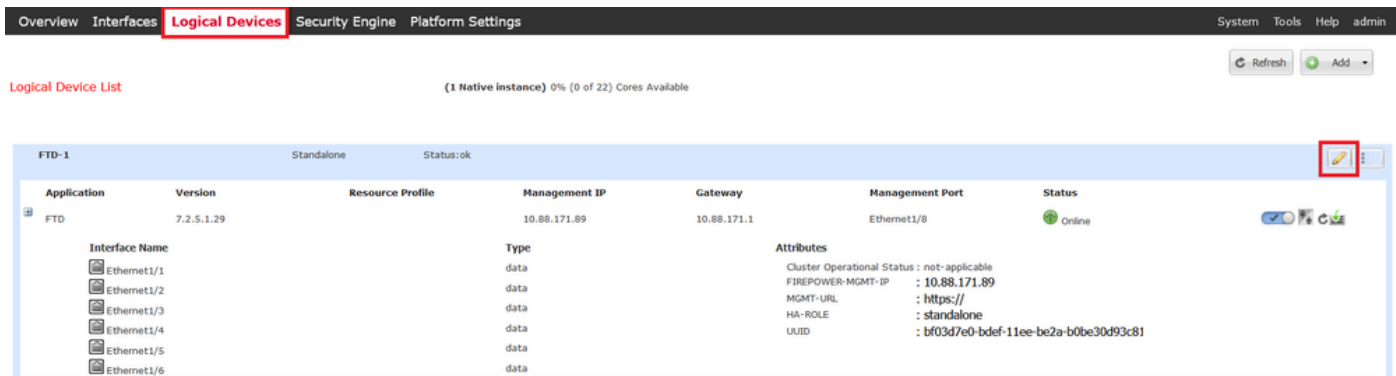 Overview Interfaces Logical Devices Security Engine Platform Settings System Tools Help admin
Refresh Add
Logical Device List (1 Native instance) 0% (0 of 22) Cores Available
FTD-1 Standalone Status:ok
Application Version Resource Profile Management IP Gateway Management Port Status
FTD 7.2.5.1.29 10.88.171.89 10.88.171.1 Ethernet1/8 Online
Interface Name Type Attributes
Ethernet1/1 data Cluster Operational Status : not-applicable
Ethernet1/2 data FIREPOWER-MGMT-IP : 10.88.171.89
Ethernet1/3 data MGMT-URL : https://
Ethernet1/4 data HA-ROLE : standalone
Ethernet1/5 data UUID : bf03d7e0-bdef-11ee-be2a-b0be30d93c81
Ethernet1/6 data